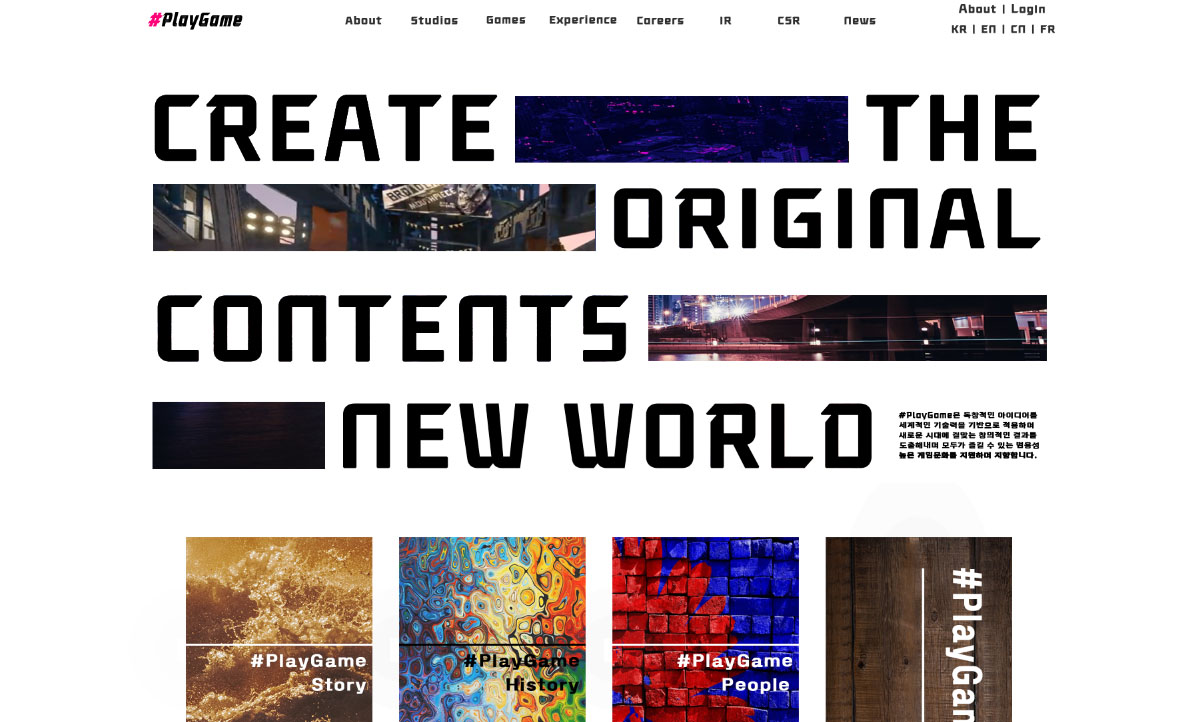 #PlayGame
About
Studios
Games
Experience
Careers
IR
CSR
News
About | LogIn
KR | EN | CN | FR
CREATE THE
ORIGINAL
CONTENTS
NEW WORLD
#PlayGame은 독창적인 아이디어를
세계적인 기술력을 기반으로 적용하며
새로운 시대에 걸맞는 창의적인 결과를
도출해내며 모두가 즐길 수 있는 범용성
높은 게임문화를 지원하며 지향합니다.
#PlayGame
Story
#PlayGame
History
#PlayGame
People